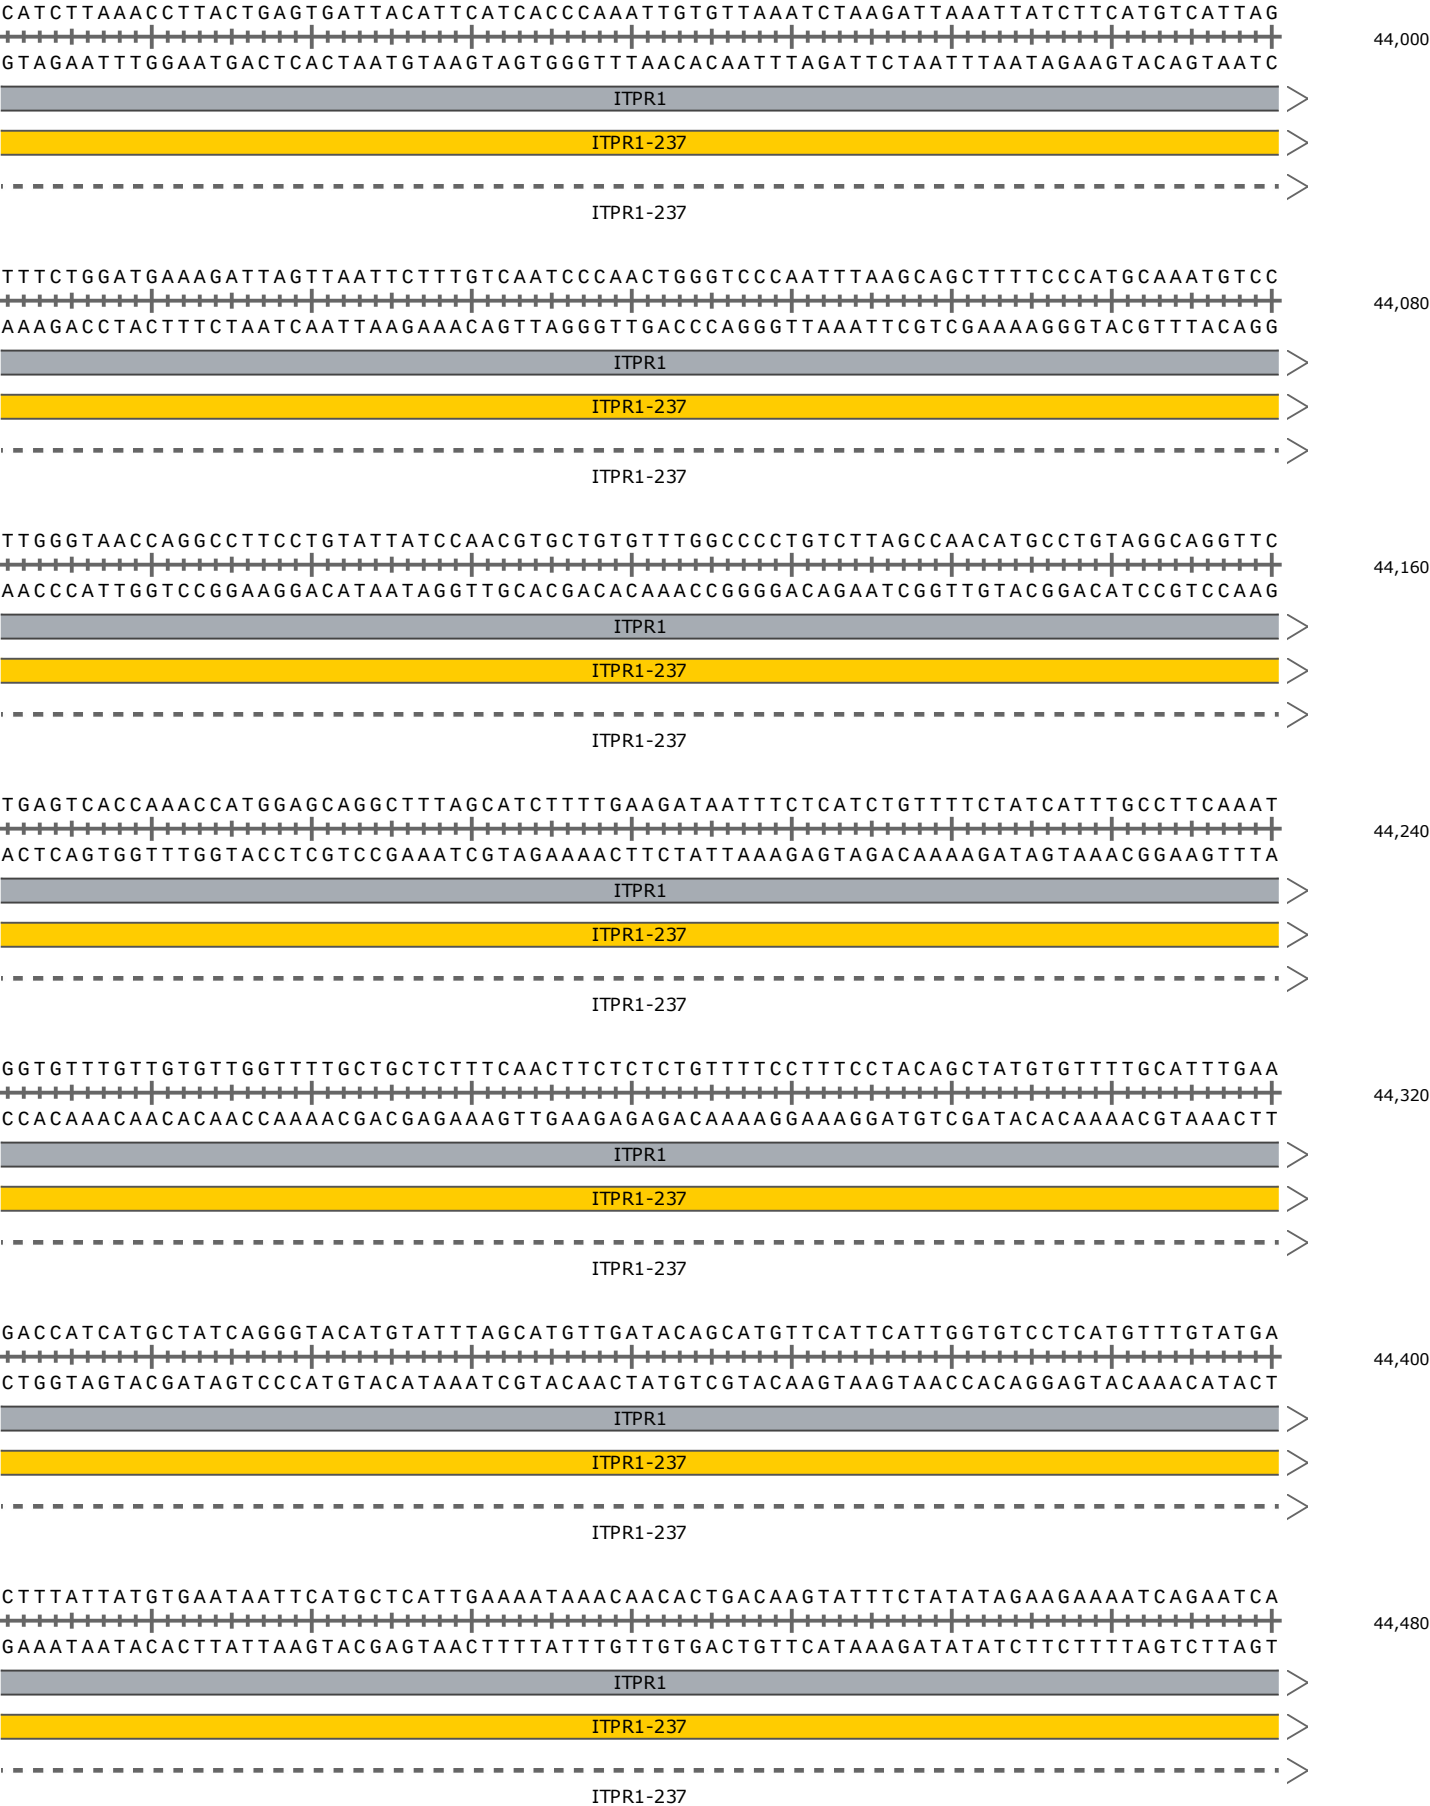 CATCTTAAACCTTACTGAGTGATTACATTCATCACCCAAATTGTGTTAAATCTAAGATTAAATTATCTTCATGTCATTAG
44,000
GTAGAATTTGGAATGACTCACTAATGTAAGTAGTGGGTTTAACACAATTTAGATTCTAATTTAATAGAAGTACAGTAATC
ITPR1
ITPR1-237
ITPR1-237
TTTCTGGATGAAAGATTAGTTAATTCTTTGTCAATCCCAACTGGGTCCCAATTTAAGCAGCTTTTCCCATGCAAATGTCC
44,080
AAAGACCTACTTTCTAATCAATTAAGAAACAGTTAGGGTTGACCCAGGGTTAAATTCGTCGAAAAGGGTACGTTTACAGG
ITPR1
ITPR1-237
ITPR1-237
TTGGGTAACCAGGCCTTCCTGTATTATCCAACGTGCTGTGTTTGGCCCCTGTCTTAGCCAACATGCCTGTAGGCAGGTTC
44,160
AACCCATTGGTCCGGAAGGACATAATAGGTTGCACGACACAAACCGGGGACAGAATCGGTTGTACGGACATCCGTCCAAG
ITPR1
ITPR1-237
ITPR1-237
TGAGTCACCAAACCATGGAGCAGGCTTTAGCATCTTTTGAAGATAATTTCTCATCTGTTTTCTATCATTTGCCTTCAAAT
44,240
ACTCAGTGGTTTGGTACCTCGTCCGAAATCGTAGAAAACTTCTATTAAAGAGTAGACAAAAGATAGTAAACGGAAGTTTA
ITPR1
ITPR1-237
ITPR1-237
GGTGTTTGTTGTGTTGGTTTTGCTGCTCTTTCAACTTCTCTCTGTTTTCCTTTCCTACAGCTATGTGTTTTGCATTTGAA
44,320
CCACAAACAACACAACCAAAACGACGAGAAAGTTGAAGAGAGACAAAAGGAAAGGATGTCGATACACAAAACGTAAACTT
ITPR1
ITPR1-237
ITPR1-237
GACCATCATGCTATCAGGGTACATGTATTTAGCATGTTGATACAGCATGTTCATTCATTGGTGTCCTCATGTTTGTATGA
44,400
CTGGTAGTACGATAGTCCCATGTACATAAATCGTACAACTATGTCGTACAAGTAAGTAACCACAGGAGTACAAACATACT
ITPR1
ITPR1-237
ITPR1-237
CTTTATTATGTGAATAATTCATGCTCATTGAAAATAAACAACACTGACAAGTATTTCTATATAGAAGAAAATCAGAATCA
44,480
GAAATAATACACTTATTAAGTACGAGTAACTTTTATTTGTTGTGACTGTTCATAAAGATATATCTTCTTTTAGTCTTAGT
ITPR1
ITPR1-237
ITPR1-237